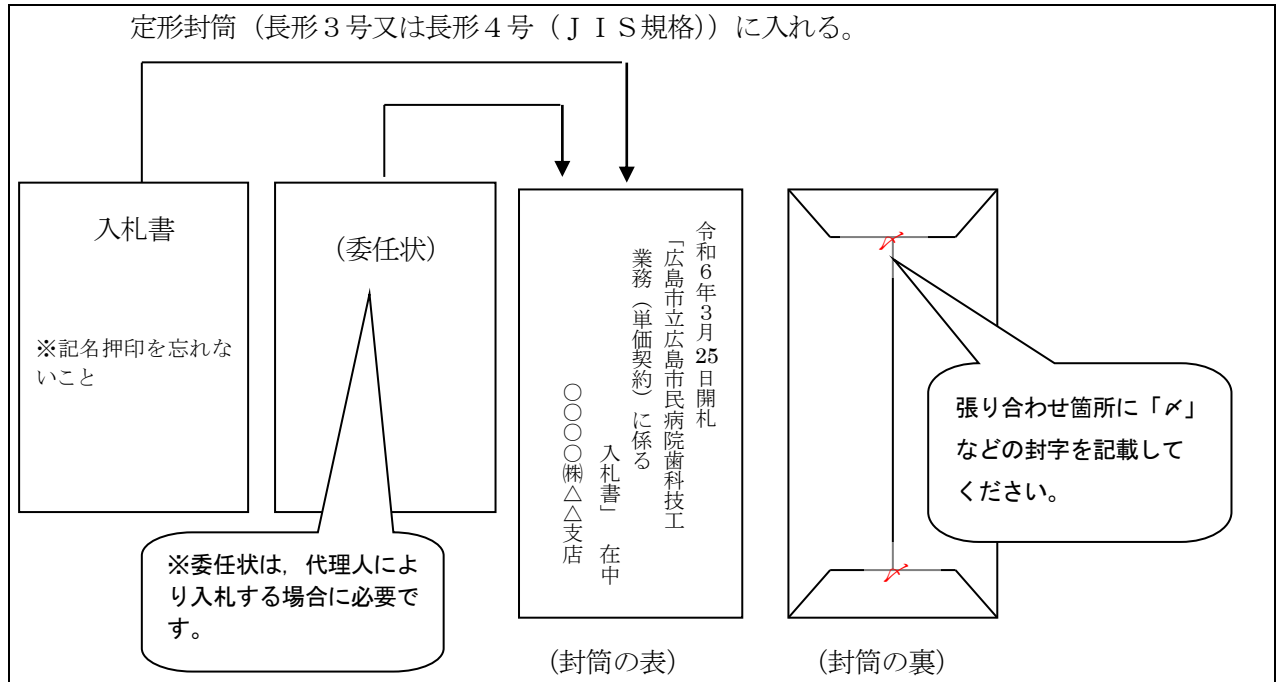 定形封筒（長形３号又は長形４号（ＪＩＳ規格））に入れる。
入札書
※記名押印を忘れな
いこと
（委任状）
※委任状は，代理人によ
り入札する場合に必要で
す。
令和６年３月25日開札
「広島市立広島市民病院歯科技工
業務（単価契約）に係る
入札書」　在中
○○○○㈱△△支店
（封筒の表）
〆
〆
張り合わせ箇所に「〆」
などの封字を記載して
ください。
（封筒の裏）